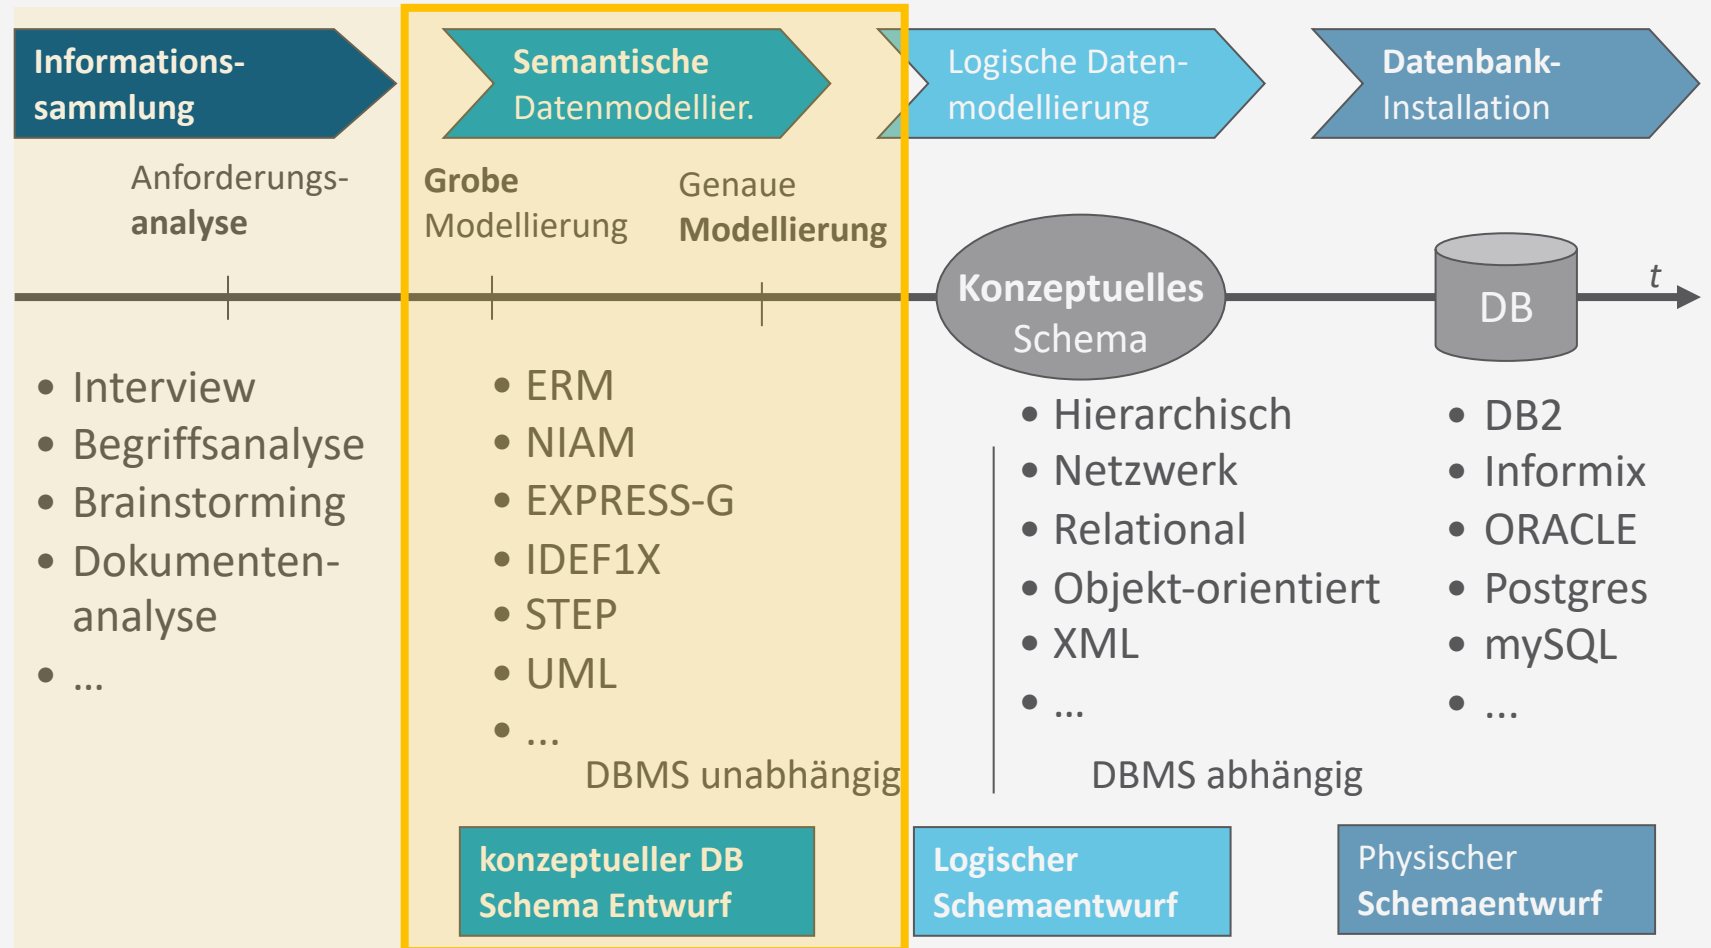 Informations-
sammlung
Semantische
Datenmodellier.
Logische Daten-
modellierung
Datenbank-
Installation
Anforderungs-
analyse
Grobe
Modellierung
Genaue
Modellierung
Konzeptuelles
Schema
DB
t
• Interview
• Begriffsanalyse
• Brainstorming
• Dokumenten-
analyse
• ...
• ERM
• NIAM
• EXPRESS-G
• IDEF1X
• STEP
• UML
• ...
DBMS unabhängig
• Hierarchisch
• Netzwerk
• Relational
• Objekt-orientiert
• XML
• ...
DBMS abhängig
• DB2
• Informix
• ORACLE
• Postgres
• mySQL
• ...
konzeptueller DB
Schema Entwurf
Logischer
Schemaentwurf
Physischer
Schemaentwurf